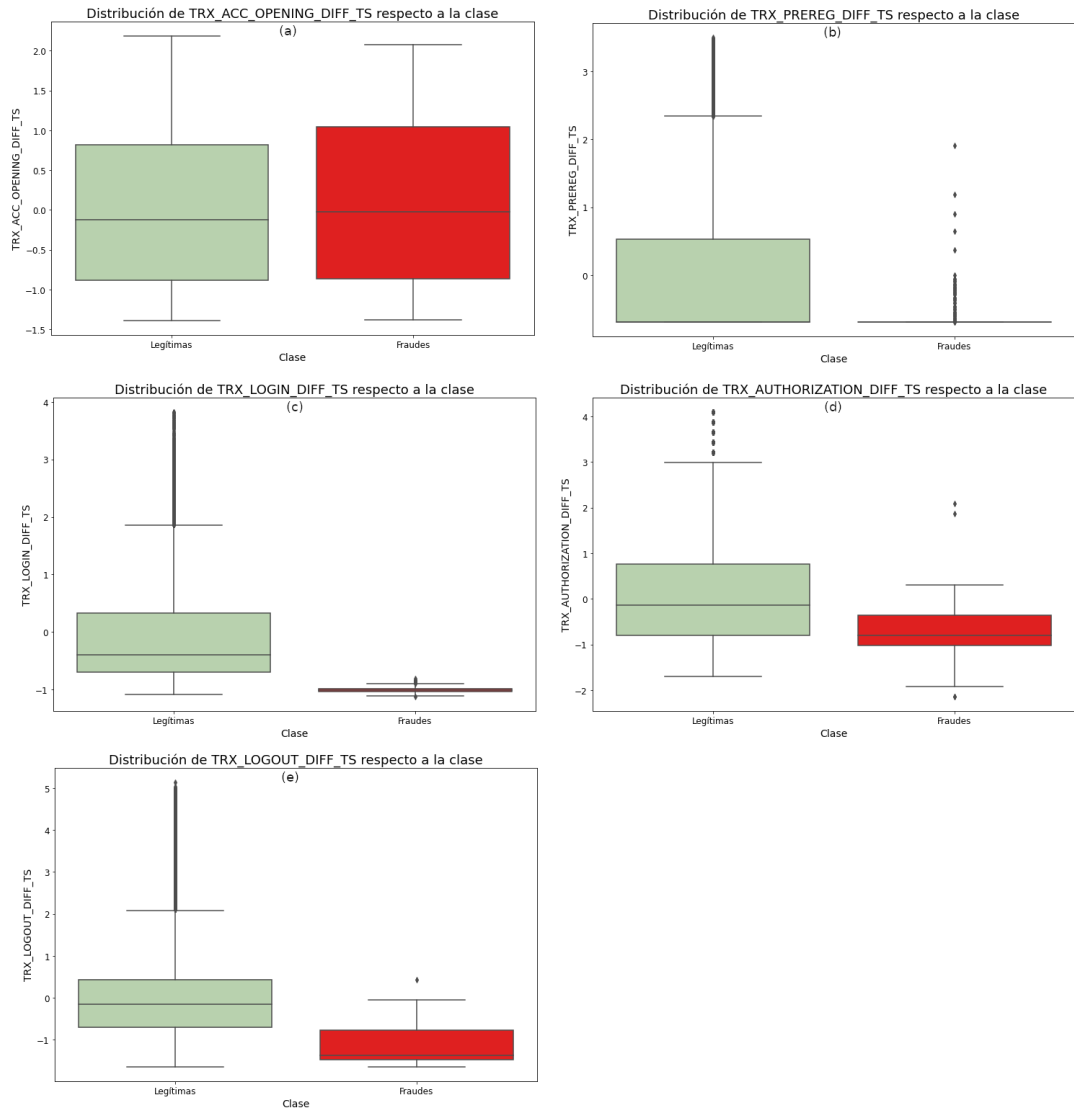 Distribución de TRX_ACC_OPENING_DIFF_TS respecto a la clase
(a)
TRX_ACC_OPENING_DIFF_TS
2.0
1.5
1.0
0.5
0.0
−0.5
−1.0
−1.5
Legítimas
Fraudes
Clase
Distribución de TRX_PREREG_DIFF_TS respecto a la clase
(b)
TRX_PREREG_DIFF_TS
3
2
1
0
Legítimas
Fraudes
Clase
Distribución de TRX_LOGIN_DIFF_TS respecto a la clase
(c)
TRX_LOGIN_DIFF_TS
4
3
2
1
0
−1
Legítimas
Fraudes
Clase
Distribución de TRX_AUTHORIZATION_DIFF_TS respecto a la clase
(d)
TRX_AUTHORIZATION_DIFF_TS
4
3
2
1
0
−1
−2
Legítimas
Fraudes
Clase
Distribución de TRX_LOGOUT_DIFF_TS respecto a la clase
(e)
TRX_LOGOUT_DIFF_TS
5
4
3
2
1
0
−1
Legítimas
Fraudes
Clase